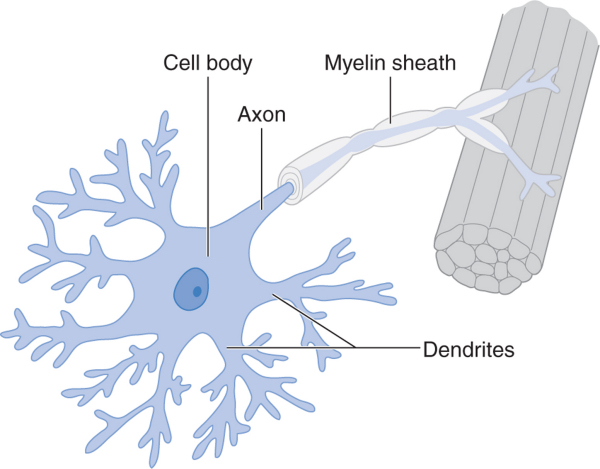 Cell body
Myelin sheath
Axon
Dendrites